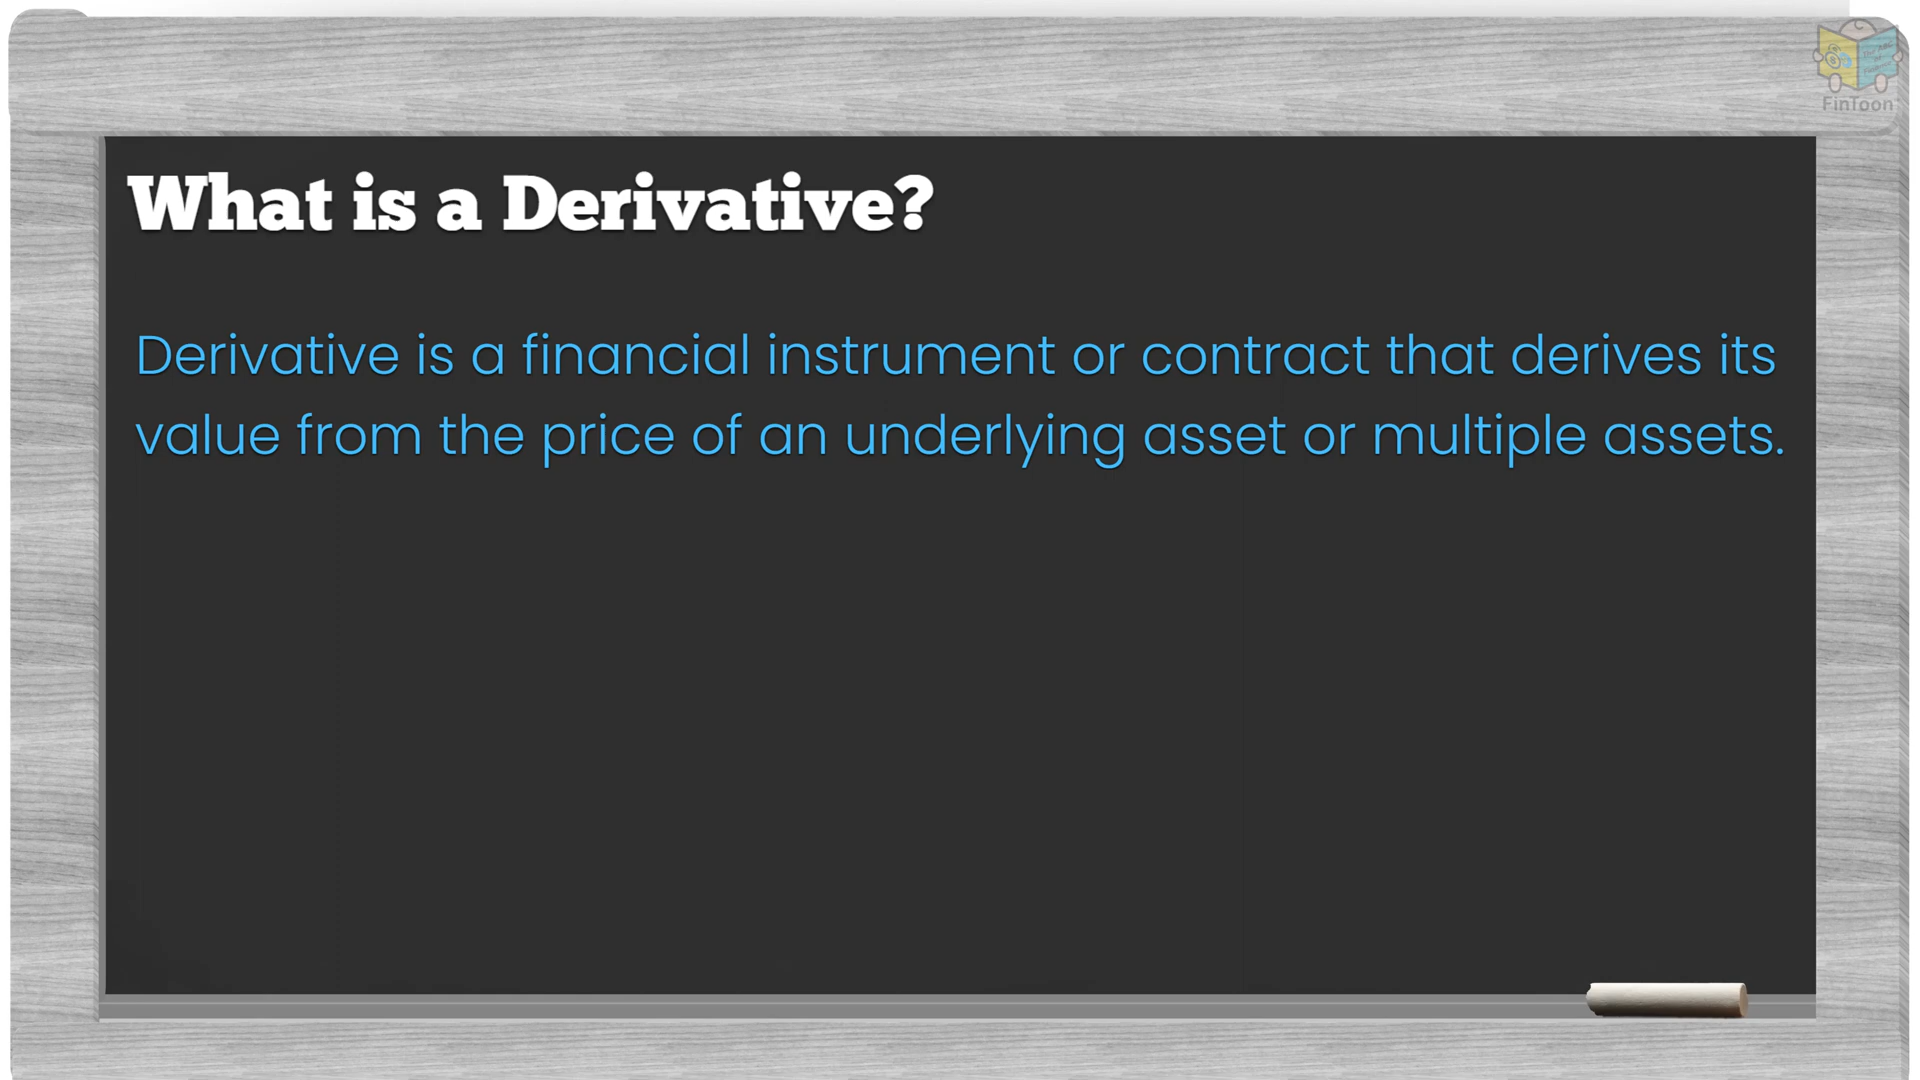 FinToon
What is a Derivative?
Derivative is a financial instrument or contract that derives its
value from the price of an underlying asset or multiple assets.